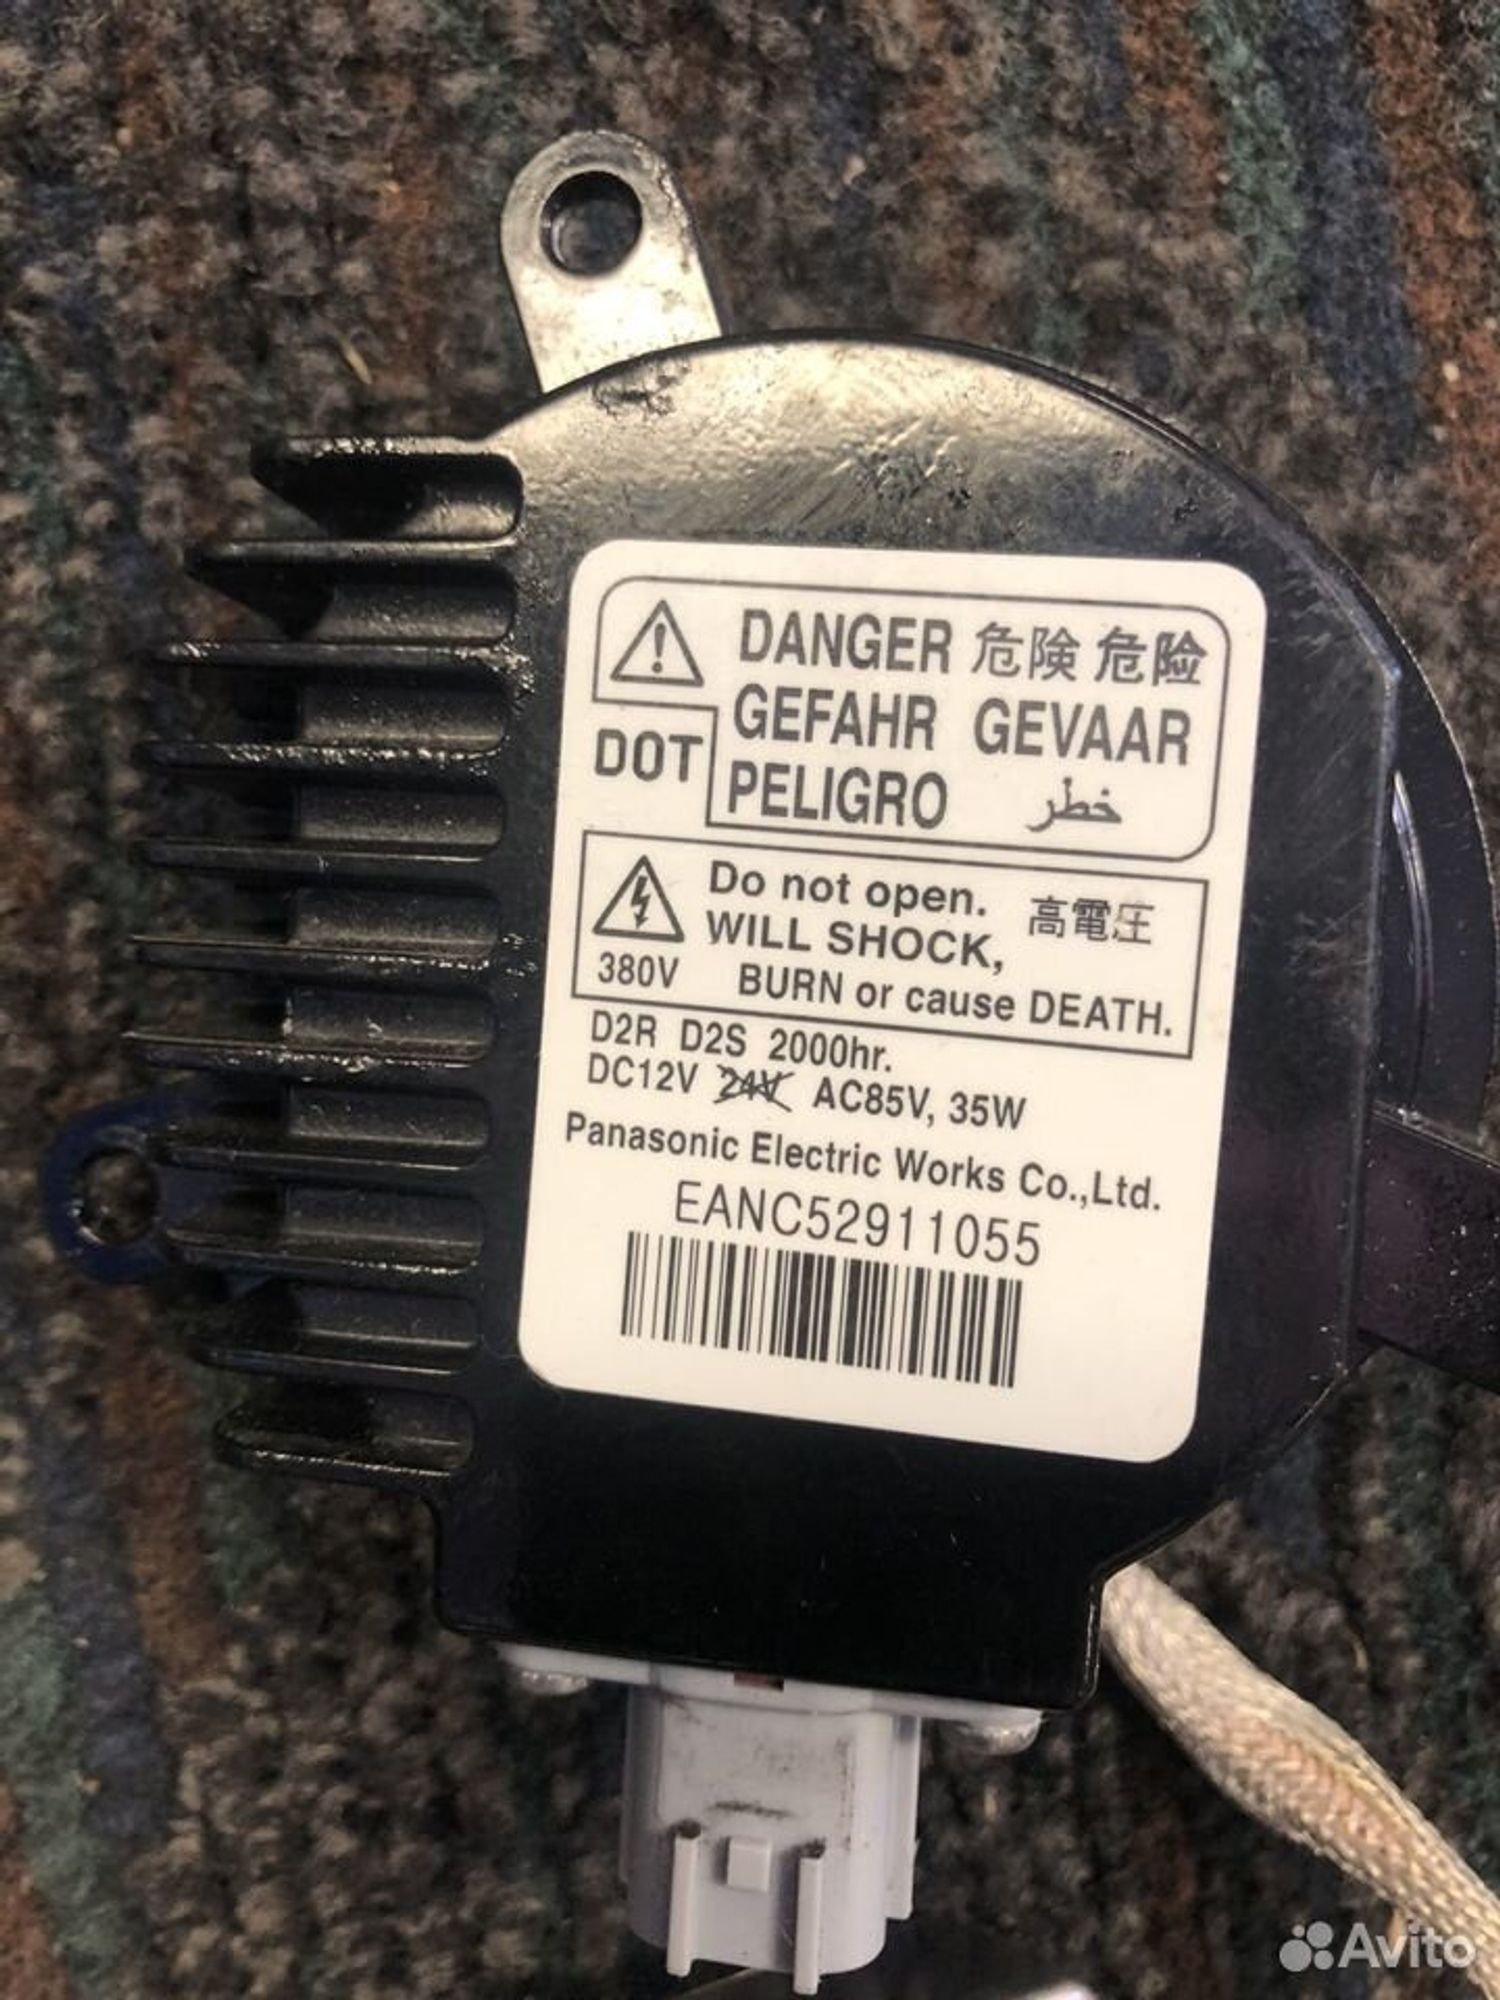 DANGER 危険 危险
GEFAHR GEVAAR
DOT
PELIGRO خطر
Do not open. 高電圧
WILL SHOCK,
380V BURN or cause DEATH.
D2R D2S 2000hr.
DC12V 24V AC85V, 35W
Panasonic Electric Works Co.,Ltd.
EANC52911055
Avito